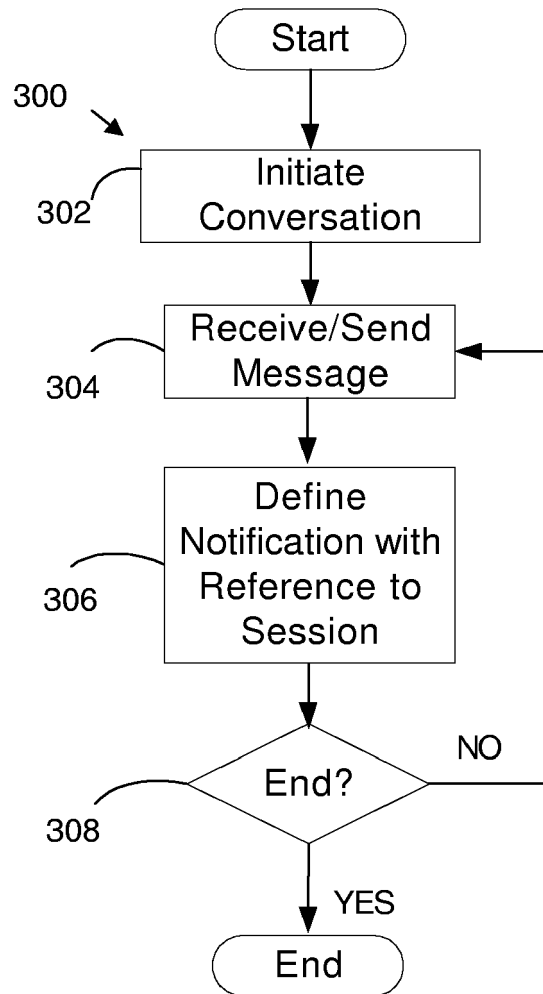 Start
300
Initiate
Conversation
302
Receive/Send
Message
304
Define
Notification with
Reference to
Session
306
End?
NO
308
YES
End